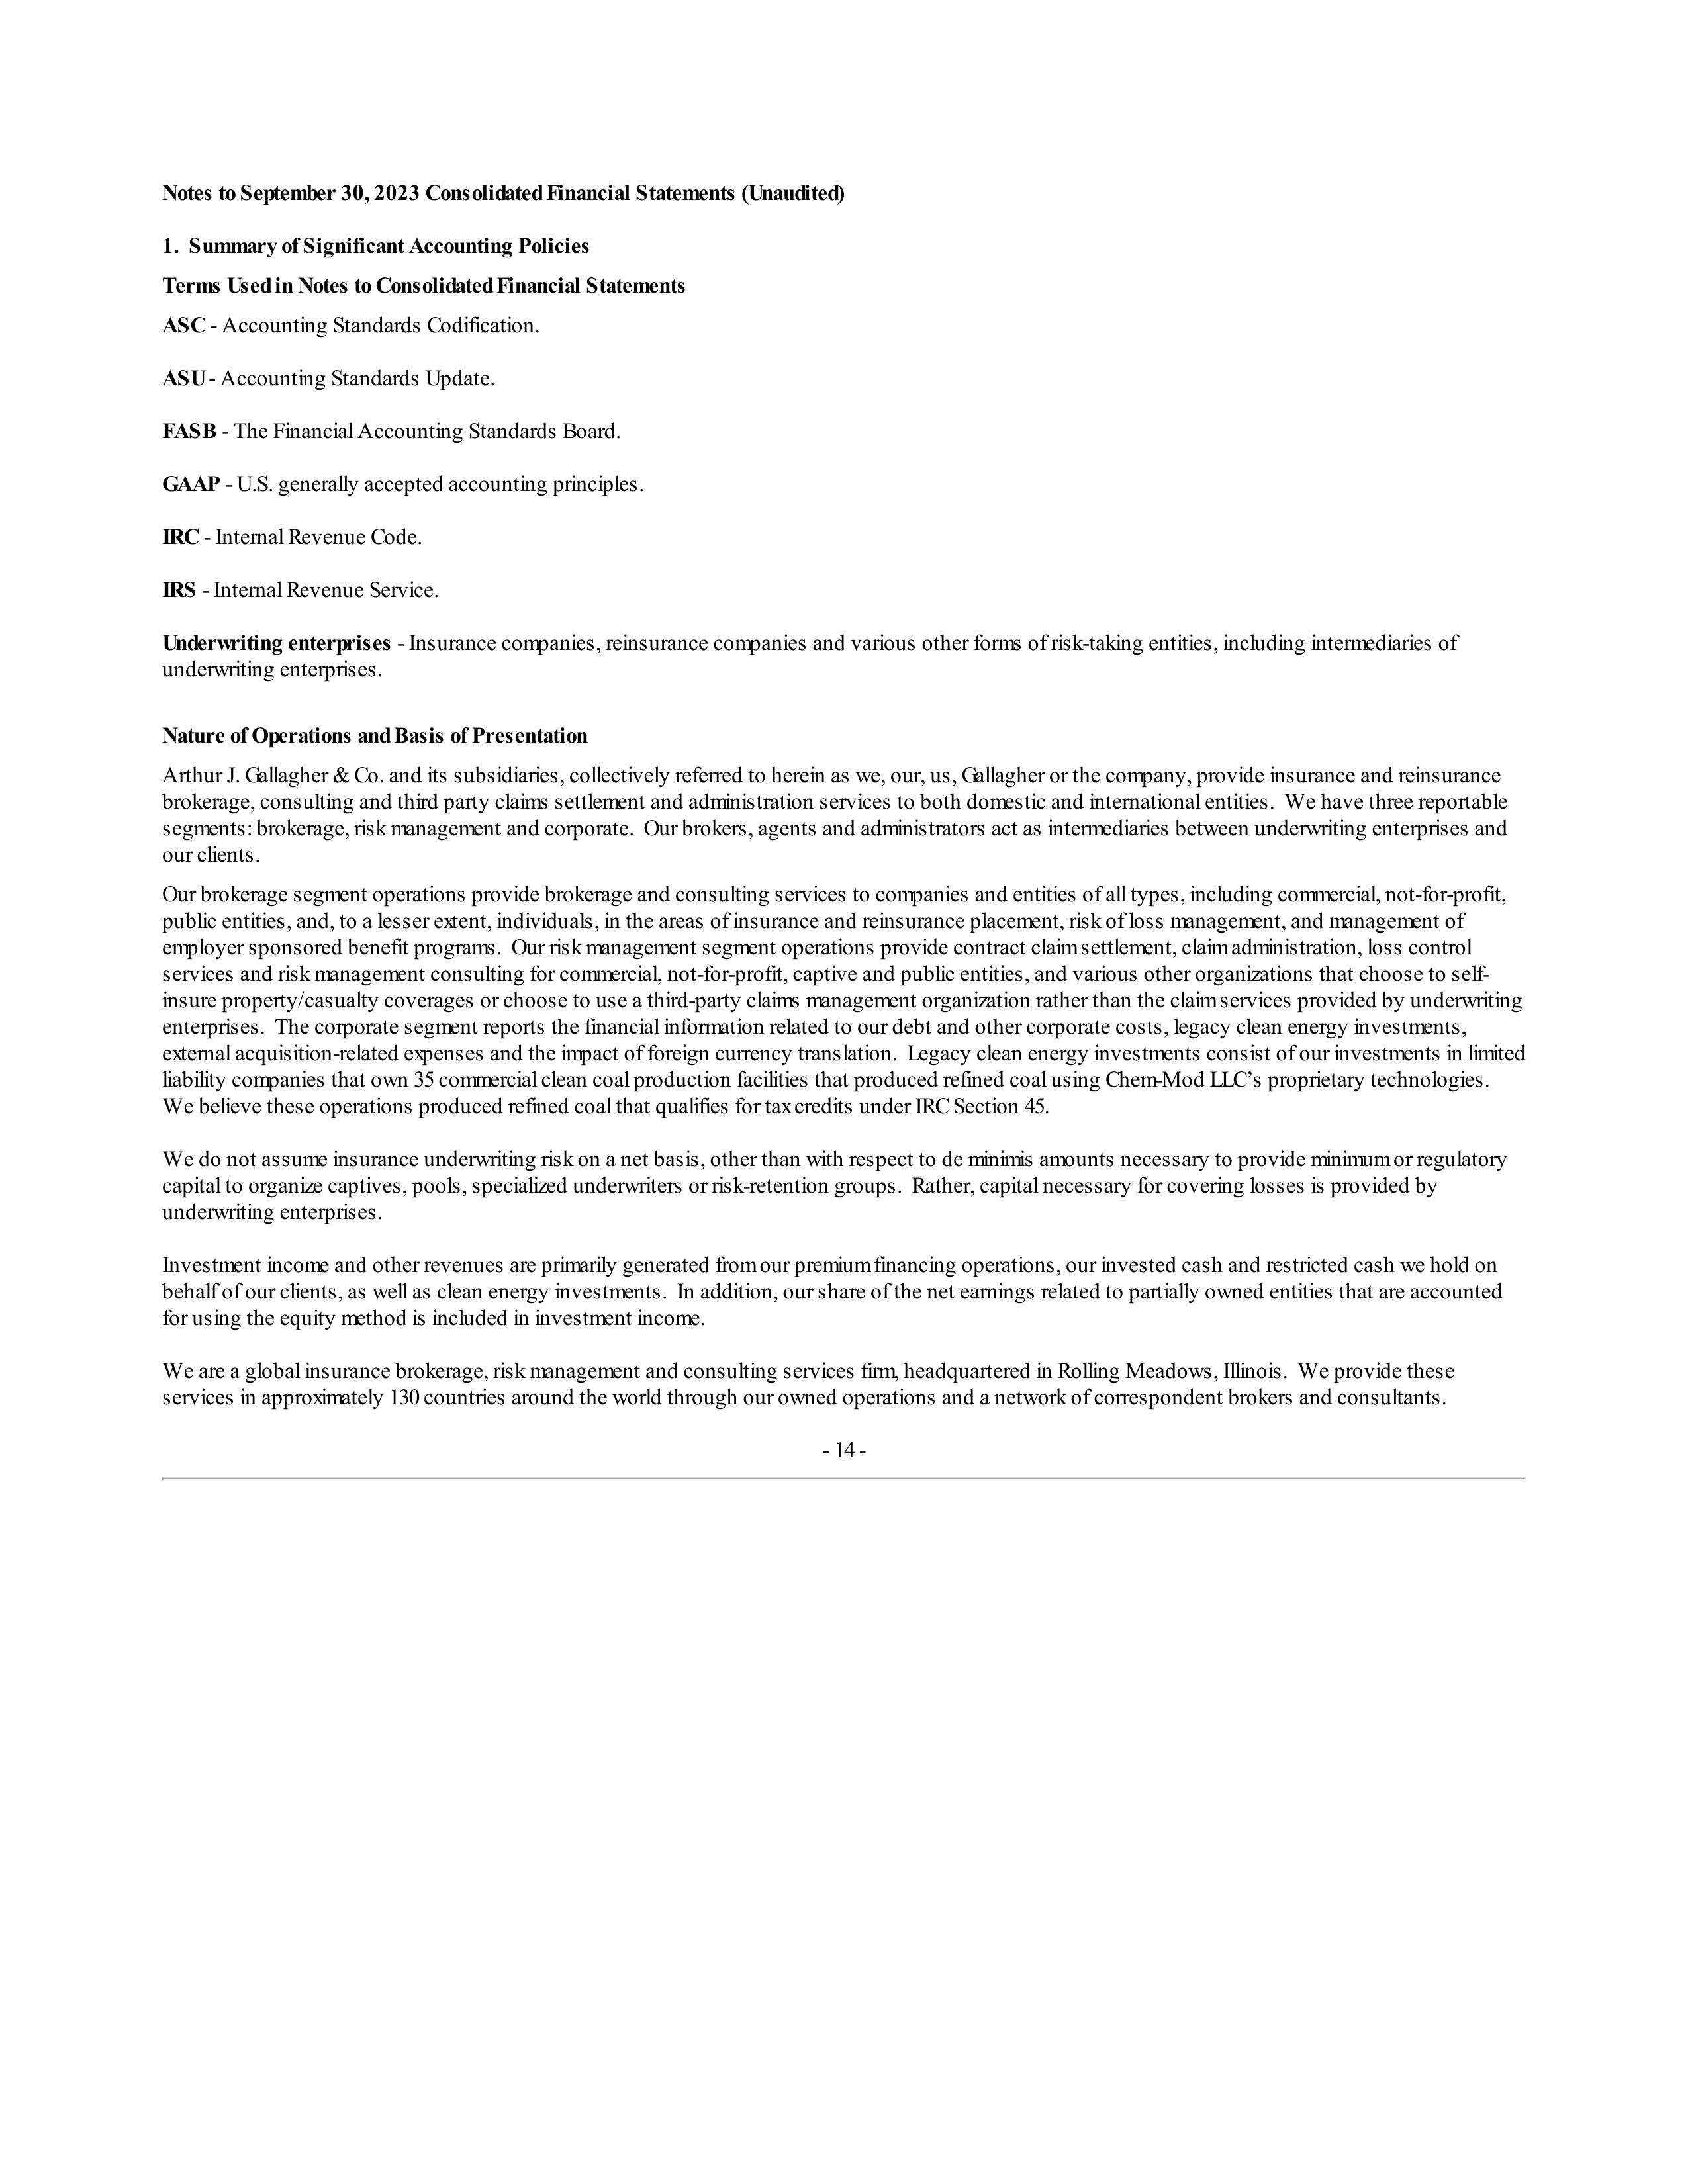 Notes to September 30, 2023 Consolidated Financial Statements (Unaudited)
1. Summary of Significant Accounting Policies
Terms Used in Notes to Consolidated Financial Statements
ASC - Accounting Standards Codification.
ASU - Accounting Standards Update.
FASB - The Financial Accounting Standards Board.
GAAP - U.S. generally accepted accounting principles.
IRC - Internal Revenue Code.
IRS - Internal Revenue Service.
Underwriting enterprises - Insurance companies, reinsurance companies and various other forms of risk-taking entities, including intermediaries of
underwriting enterprises.
Nature of Operations and Basis of Presentation
Arthur J. Gallagher & Co. and its subsidiaries, collectively referred to herein as we, our, us, Gallagher or the company, provide insurance and reinsurance
brokerage, consulting and third party claims settlement and administration services to both domestic and international entities. We have three reportable
segments: brokerage, risk management and corporate. Our brokers, agents and administrators act as intermediaries between underwriting enterprises and
our clients.
Our brokerage segment operations provide brokerage and consulting services to companies and entities of all types, including commercial, not-for-profit,
public entities, and, to a lesser extent, individuals, in the areas of insurance and reinsurance placement, risk of loss management, and management of
employer sponsored benefit programs. Our risk management segment operations provide contract claim settlement, claim administration, loss control
services and risk management consulting for commercial, not-for-profit, captive and public entities, and various other organizations that choose to self-
insure property/casualty coverages or choose to use a third-party claims management organization rather than the claim services provided by underwriting
enterprises. The corporate segment reports the financial information related to our debt and other corporate costs, legacy clean energy investments,
external acquisition-related expenses and the impact of foreign currency translation. Legacy clean energy investments consist of our investments in limited
liability companies that own 35 commercial clean coal production facilities that produced refined coal using Chem-Mod LLC’s proprietary technologies.
We believe these operations produced refined coal that qualifies for tax credits under IRC Section 45.
We do not assume insurance underwriting risk on a net basis, other than with respect to de minimis amounts necessary to provide minimum or regulatory
capital to organize captives, pools, specialized underwriters or risk-retention groups. Rather, capital necessary for covering losses is provided by
underwriting enterprises.
Investment income and other revenues are primarily generated from our premium financing operations, our invested cash and restricted cash we hold on
behalf of our clients, as well as clean energy investments. In addition, our share of the net earnings related to partially owned entities that are accounted
for using the equity method is included in investment income.
We are a global insurance brokerage, risk management and consulting services firm, headquartered in Rolling Meadows, Illinois. We provide these
services in approximately 130 countries around the world through our owned operations and a network of correspondent brokers and consultants.
- 14 -